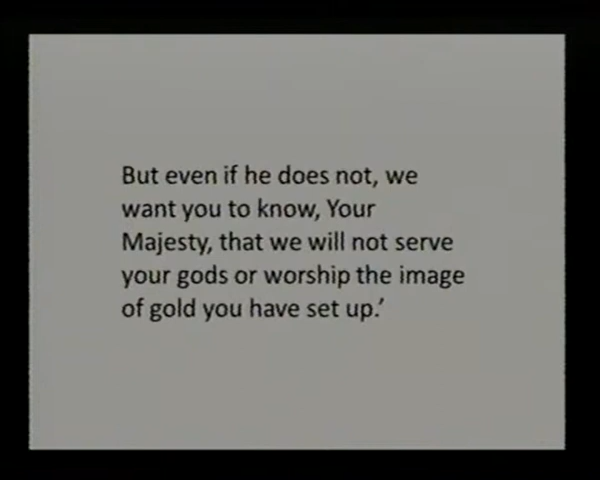 But even if he does not, we
want you to know, Your
Majesty, that we will not serve
your gods or worship the image
of gold you have set up.’